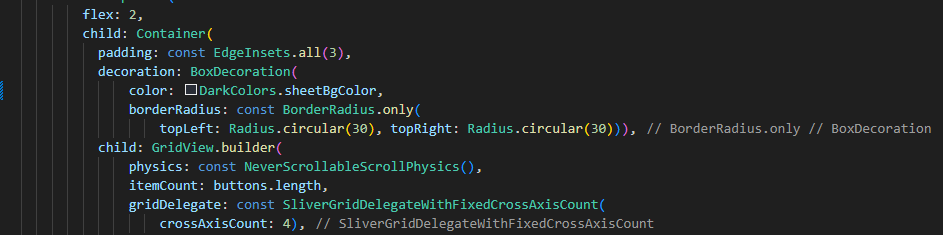 flex: 2,
child: Container(
padding: const EdgeInsets.all(3),
decoration: BoxDecoration(
color: DarkColors.sheetBgColor,
borderRadius: const BorderRadius.only(
topLeft: Radius.circular(30), topRight: Radius.circular(30))), // BorderRadius.only // BoxDecoration
child: GridView.builder(
physics: const NeverScrollableScrollPhysics(),
itemCount: buttons.length,
gridDelegate: const SliverGridDelegateWithFixedCrossAxisCount(
crossAxisCount: 4), // SliverGridDelegateWithFixedCrossAxisCount